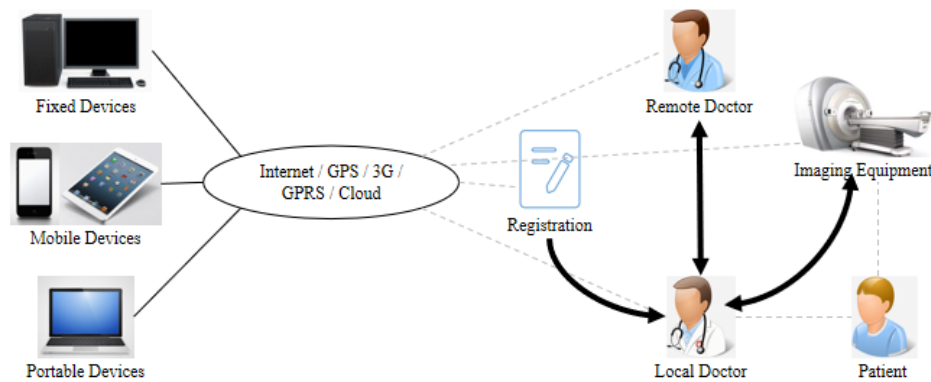 Fixed Devices
Remote Doctor
Internet / GPS / 3G /
GPRS / Cloud
Imaging Equipment
Mobile Devices
Registration
Portable Devices
Local Doctor
Patient